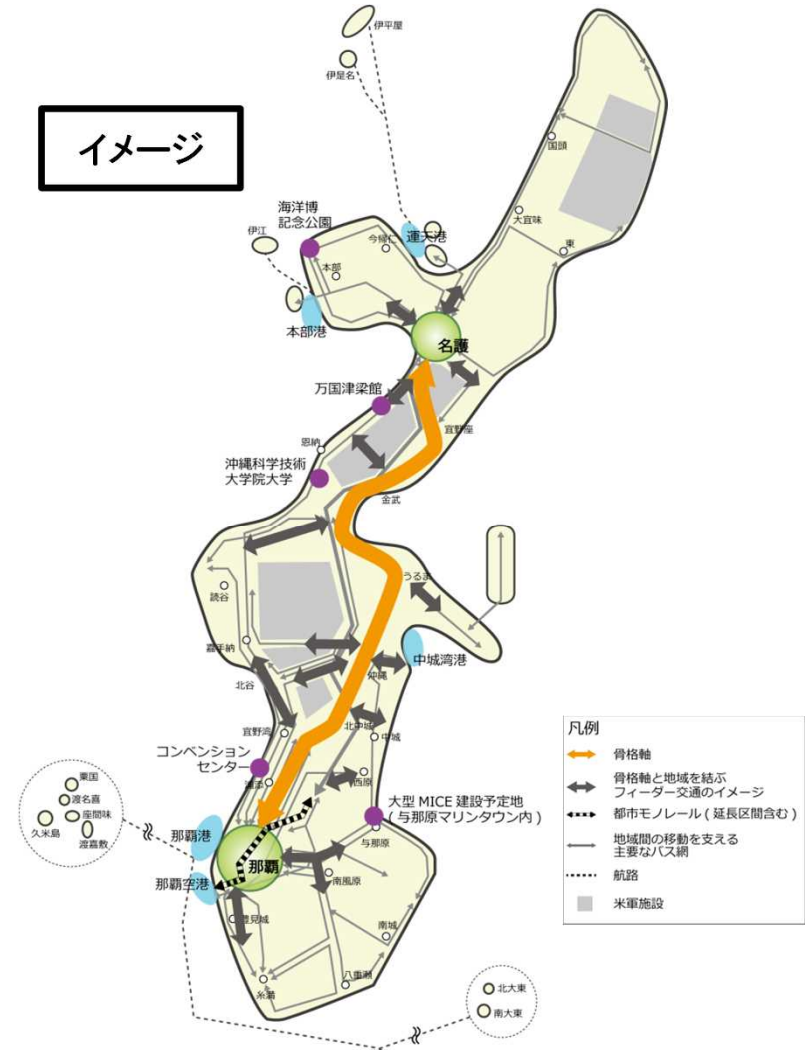 イメージ
伊平屋
伊是名
国頭
大宜味
東
海洋博
記念公園
今帰仁
運天港
伊江
本部
本部港
名護
万国津梁館
宜野座
恩納
沖縄科学技術
大学院大学
金武
うるま
読谷
嘉手納
中城湾港
沖縄
北谷
北中城
宜野湾
中城
コンベンション
センター
浦添
西原
大型 MICE 建設予定地
( 与那原マリンタウン内 )
与那原
粟国
渡名喜
座間味
久米島
渡嘉敷
那覇港
那覇
那覇空港
南風原
豊見城
南城
八重瀬
糸満
北大東
南大東
凡例
骨格軸
骨格軸と地域を結ぶ
フィーダー交通のイメージ
都市モノレール ( 延長区間含む )
地域間の移動を支える
主要なバス網
航路
米軍施設